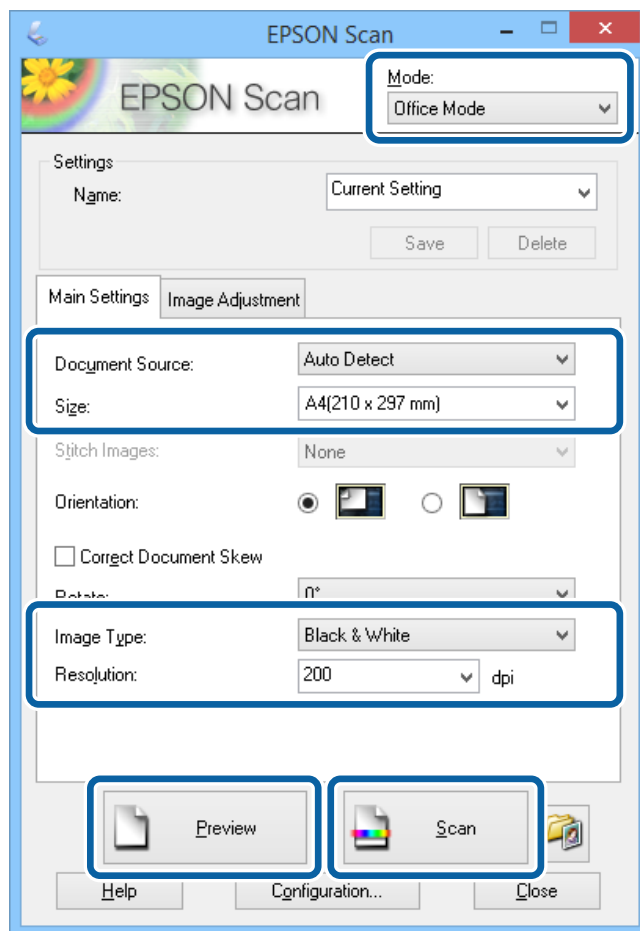 EPSON Scan
EPSON Scan
Mode:
Office Mode
Settings
Name:
Current Setting
Save
Delete
Main Settings
Image Adjustment
Document Source:
Auto Detect
Size:
A4(210 x 297 mm)
Stitch Images:
None
Orientation:
Correct Document Skew
Rotate:
0°
Image Type:
Black & White
Resolution:
200
dpi
Preview
Scan
Help
Configuration...
Close